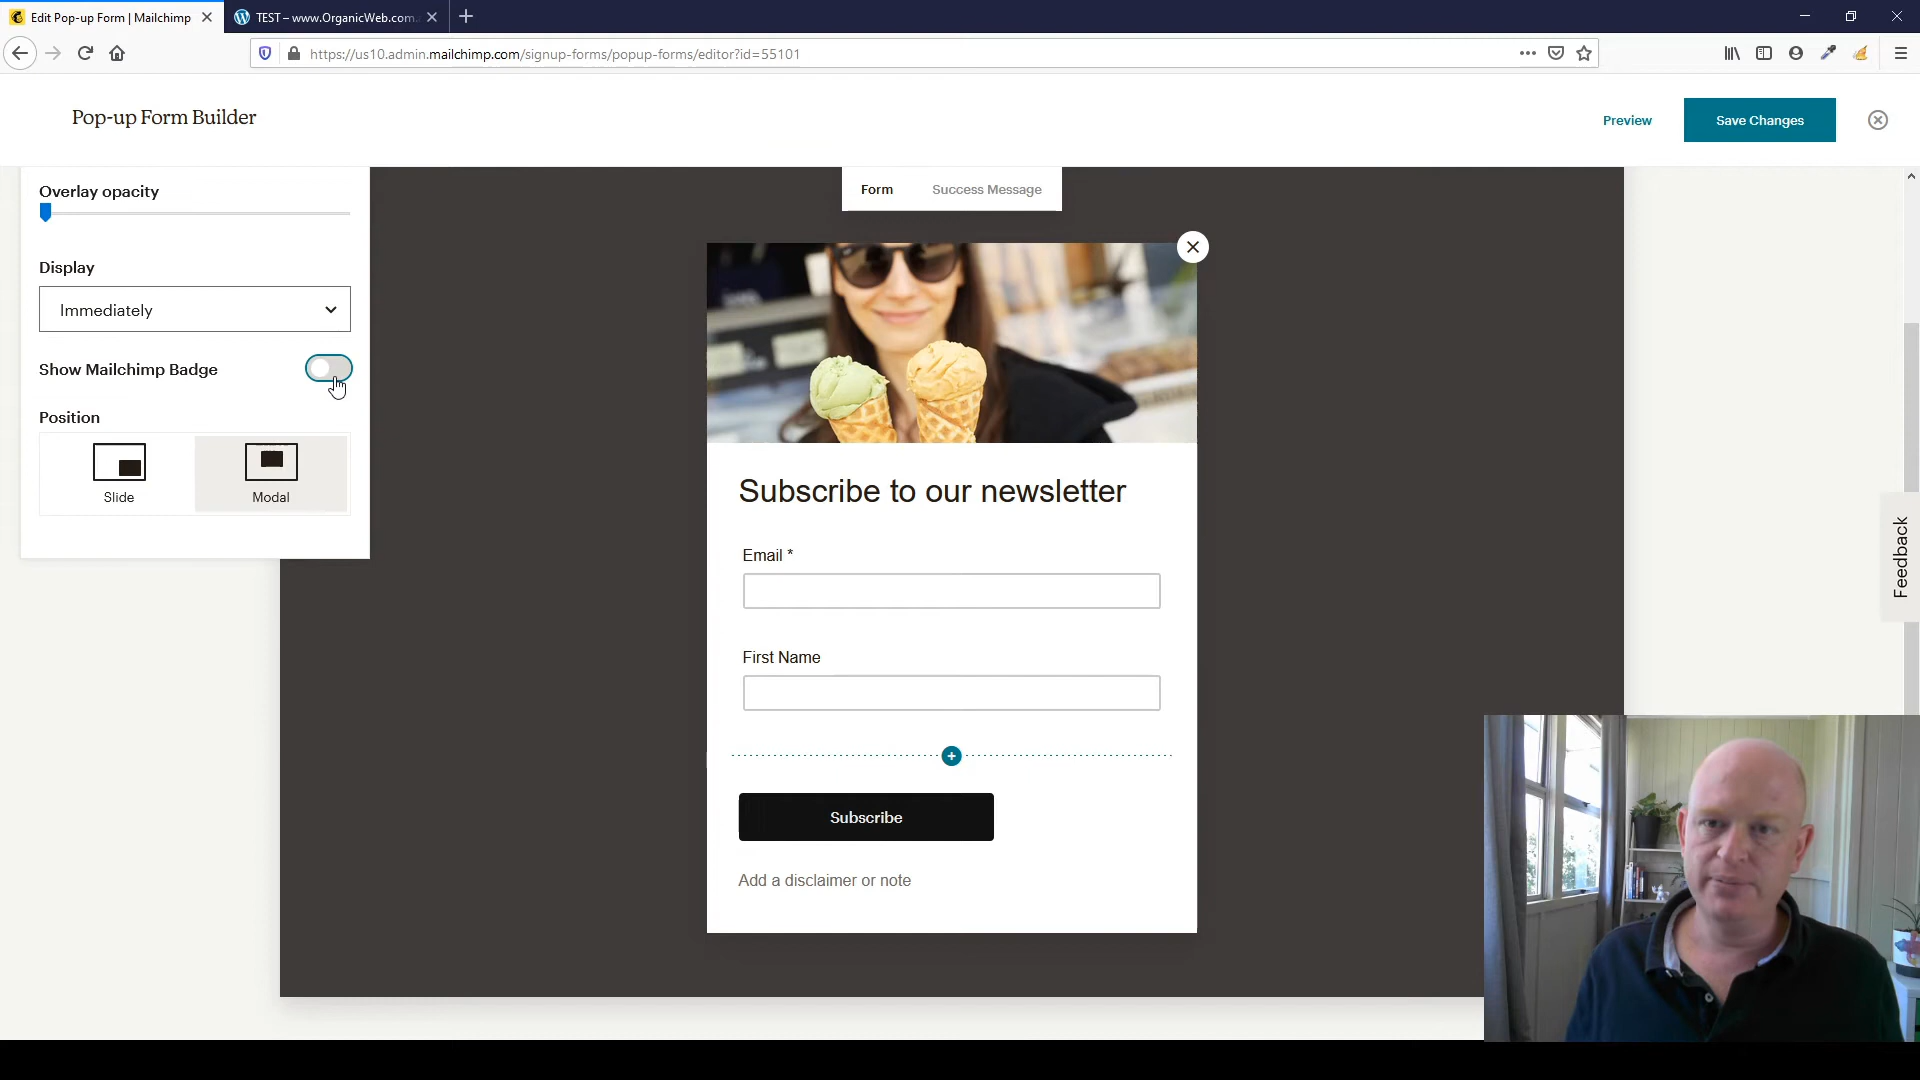 Edit Pop-up Form | Mailchimp
TEST – www.OrganicWeb.com.
https://us10.admin.mailchimp.com/signup-forms/popup-forms/editor?id=55101
Pop-up Form Builder
Preview
Save Changes
Overlay opacity
Form
Success Message
Display
Immediately
Show Mailchimp Badge
Position
Slide
Modal
Subscribe to our newsletter
Email *
First Name
Subscribe
Add a disclaimer or note
Feedback